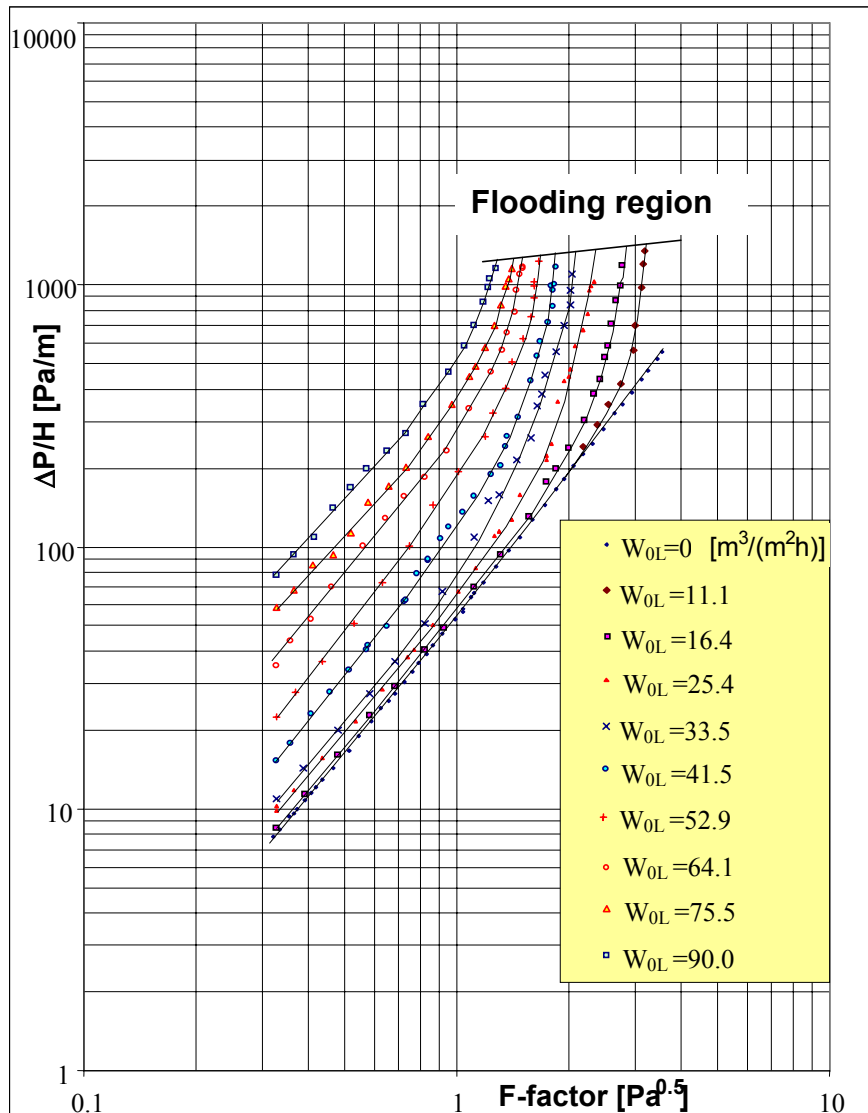 10000
Flooding region
1000
ΔP/H [Pa/m]
100
W0L=0 [m³/(m²h)]
W0L =11.1
W0L =16.4
W0L =25.4
W0L =33.5
W0L =41.5
W0L =52.9
W0L =64.1
W0L =75.5
W0L =90.0
10
1
0.1
1
F-factor [Pa0.5]
10